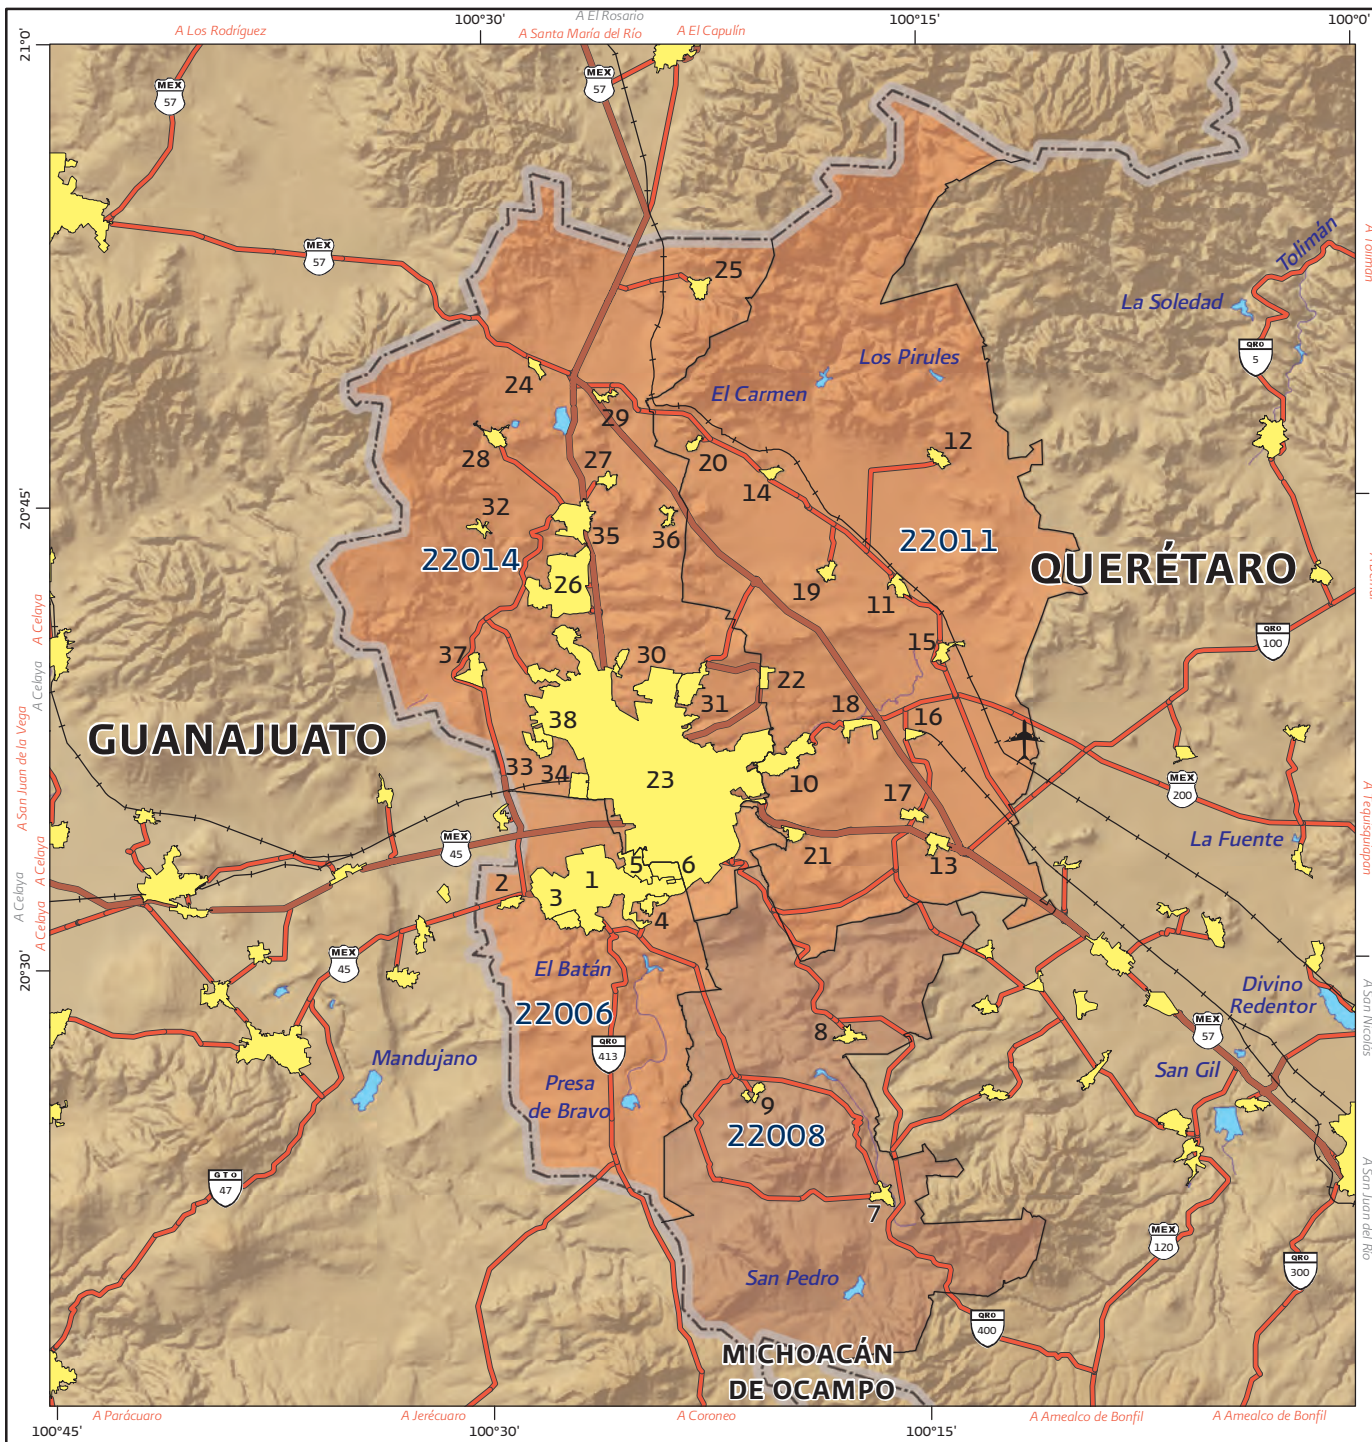 100°30'
A El Rosario
100°15'
100°0'
A Los Rodríguez
A Santa María del Río
A El Capulín
21°0'
MEX
57
MEX
57
MEX
57
Tolimán
A Tolimán
25
La Soledad
QRO
5
Los Pirules
El Carmen
24
29
12
28
27
20
14
20°45'
32
35
36
22014
22011
QUERÉTARO
26
19
11
A Celaya
QRO
100
15
37
30
A Celaya
22
31
38
18
16
A San Juan de la Vega
GUANAJUATO
33
34
23
10
MEX
200
17
A Tequisquiapan
MEX
45
21
13
La Fuente
A Celaya
5
6
1
2
3
4
A Celaya
A Celaya
MEX
45
20°30'
El Batán
22006
Divino
Redentor
A San Nicolás
8
MEX
57
QRO
413
Mandujano
San Gil
Presa
de Bravo
9
22008
GTO
47
7
A San Juan del Río
MEX
120
San Pedro
QRO
300
QRO
400
MICHOACÁN
DE OCAMPO
A Parácuaro
A Jerécuaro
A Coroneo
A Amealco de Bonfil
A Amealco de Bonfil
100°45'
100°30'
100°15'